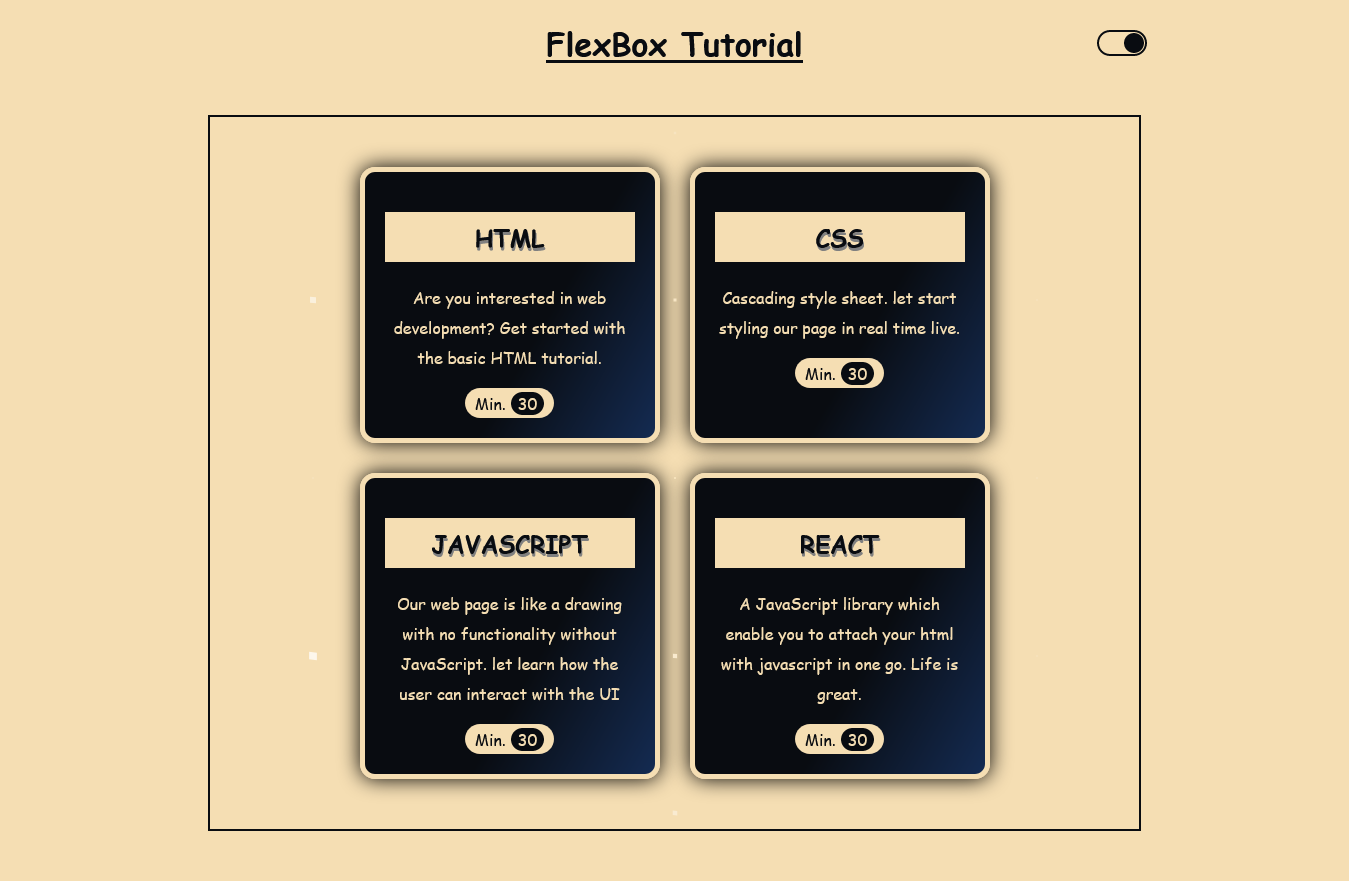 FlexBox Tutorial
HTML
Are you interested in web
development? Get started with
the basic HTML tutorial.
Min. 30
CSS
Cascading style sheet. let start
styling our page in real time live.
Min. 30
JAVASCRIPT
Our web page is like a drawing
with no functionality without
JavaScript. let learn how the
user can interact with the UI
Min. 30
REACT
A JavaScript library which
enable you to attach your html
with javascript in one go. Life is
great.
Min. 30